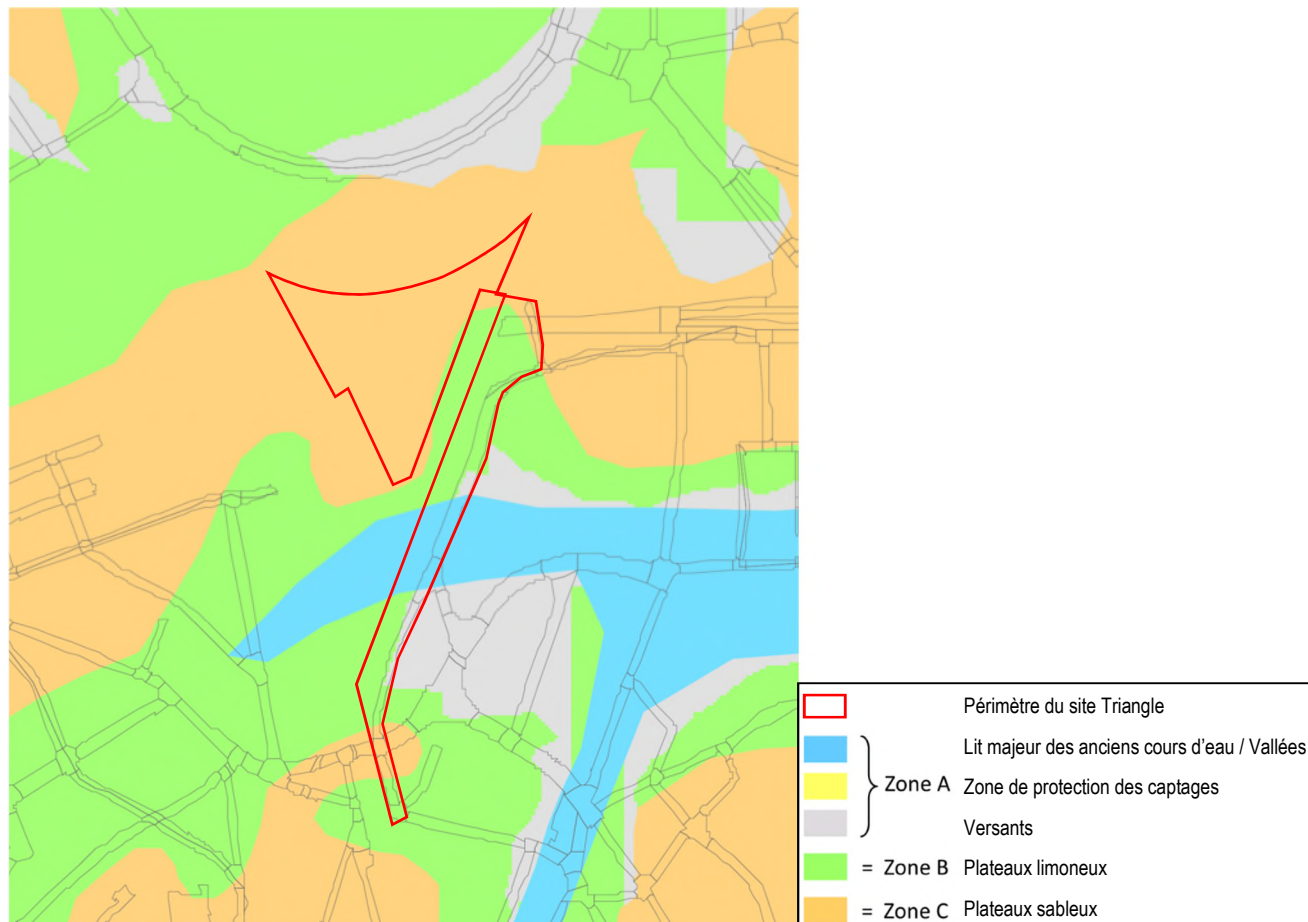 Périmètre du site Triangle
Lit majeur des anciens cours d'eau / Vallées
Zone A Zone de protection des captages
Versants
= Zone B Plateaux limoneux
= Zone C Plateaux sableux